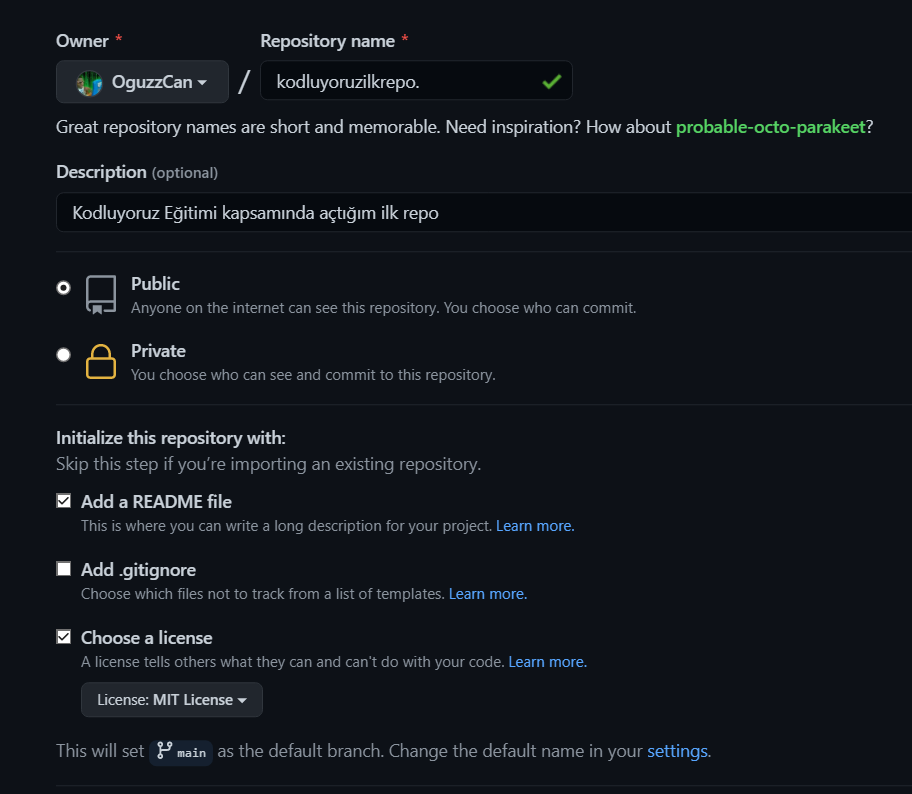 Owner *
Repository name *
OguzzCan / kodluyoruzilkrepo.
Great repository names are short and memorable. Need inspiration? How about probable-octo-parakeet?
Description (optional)
Kodluyoruz Eğitimi kapsamında açtığım ilk repo
Public
Anyone on the internet can see this repository. You choose who can commit.
Private
You choose who can see and commit to this repository.
Initialize this repository with:
Skip this step if you’re importing an existing repository.
Add a README file
This is where you can write a long description for your project. Learn more.
Add .gitignore
Choose which files not to track from a list of templates. Learn more.
Choose a license
A license tells others what they can and can't do with your code. Learn more.
License: MIT License
This will set main as the default branch. Change the default name in your settings.